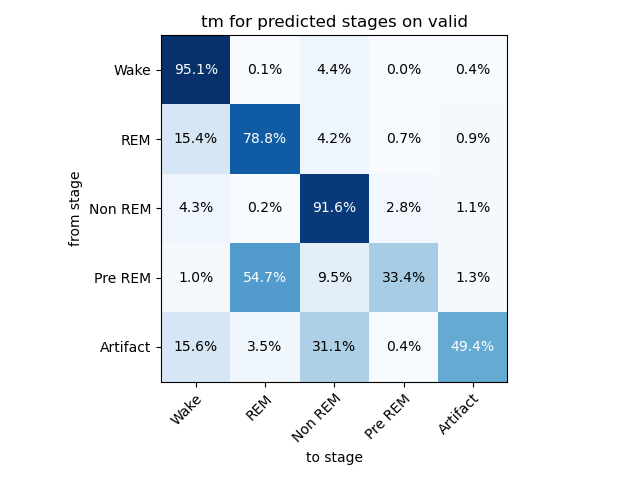 tm for predicted stages on valid
Wake 95.1% 0.1% 4.4% 0.0% 0.4%
REM 15.4% 78.8% 4.2% 0.7% 0.9%
Non REM 4.3% 0.2% 91.6% 2.8% 1.1%
Pre REM 1.0% 54.7% 9.5% 33.4% 1.3%
Artifact 15.6% 3.5% 31.1% 0.4% 49.4%
from stage
Wake REM Non REM Pre REM Artifact
to stage